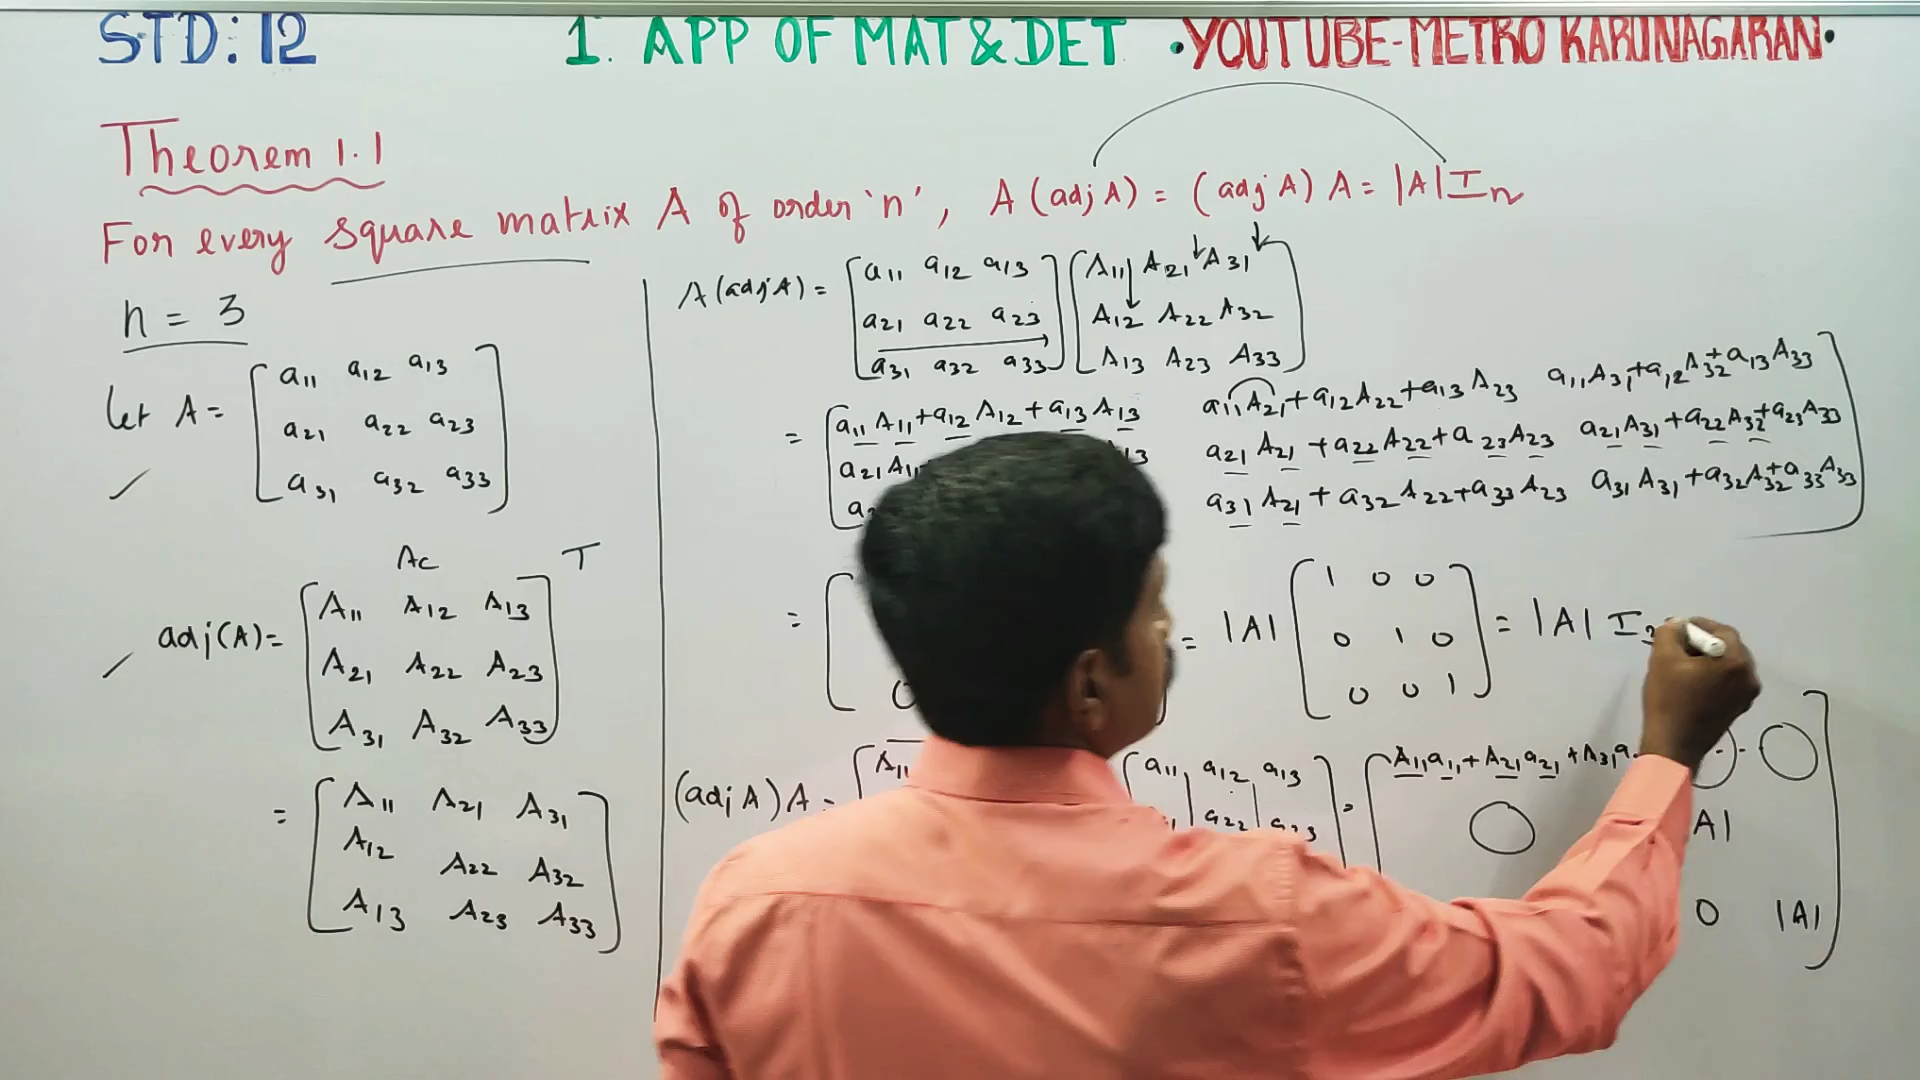 STD: 12 1. APP OF MAT & DET •YOUTUBE-METRO KARUNAGARAN•
Theorem 1.1
For every square matrix A of order 'n', A (adj A) = (adj A) A = |A| In
n = 3
let A = [ a11 a12 a13
a21 a22 a23
a31 a32 a33 ]
Ac T
adj(A) = [ A11 A12 A13
A21 A22 A23
A31 A32 A33 ]
= [ A11 A21 A31
A12 A22 A32
A13 A23 A33 ]
A (adj A) = [ a11 a12 a13 [ A11 A21 A31
a21 a22 a23 A12 A22 A32
a31 a32 a33 ] A13 A23 A33 ]
= [ a11 A11 + a12 A12 + a13 A13 a11 A21 + a12 A22 + a13 A23 a11 A31 + a12 A32 + a13 A33
a21 A11 a21 A21 + a22 A22 + a23 A23 a21 A31 + a22 A32 + a23 A33
a31 A21 + a32 A22 + a33 A23 a31 A31 + a32 A32 + a33 A33 ]
= [ = |A| [ 1 0 0
0 1 0 = |A| I
0 0 1 ]
(adj A) A = [ A11 [ a11 a12 a13 = [ A11 a11 + A21 a21 + A31 a
a22 a23 ] 0 A|
0 |A| ]